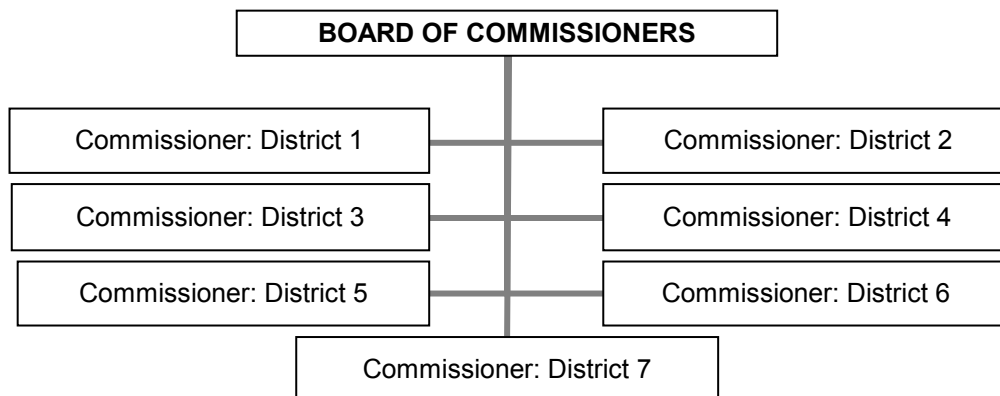 BOARD OF COMMISSIONERS
Commissioner: District 1
Commissioner: District 2
Commissioner: District 3
Commissioner: District 4
Commissioner: District 5
Commissioner: District 6
Commissioner: District 7